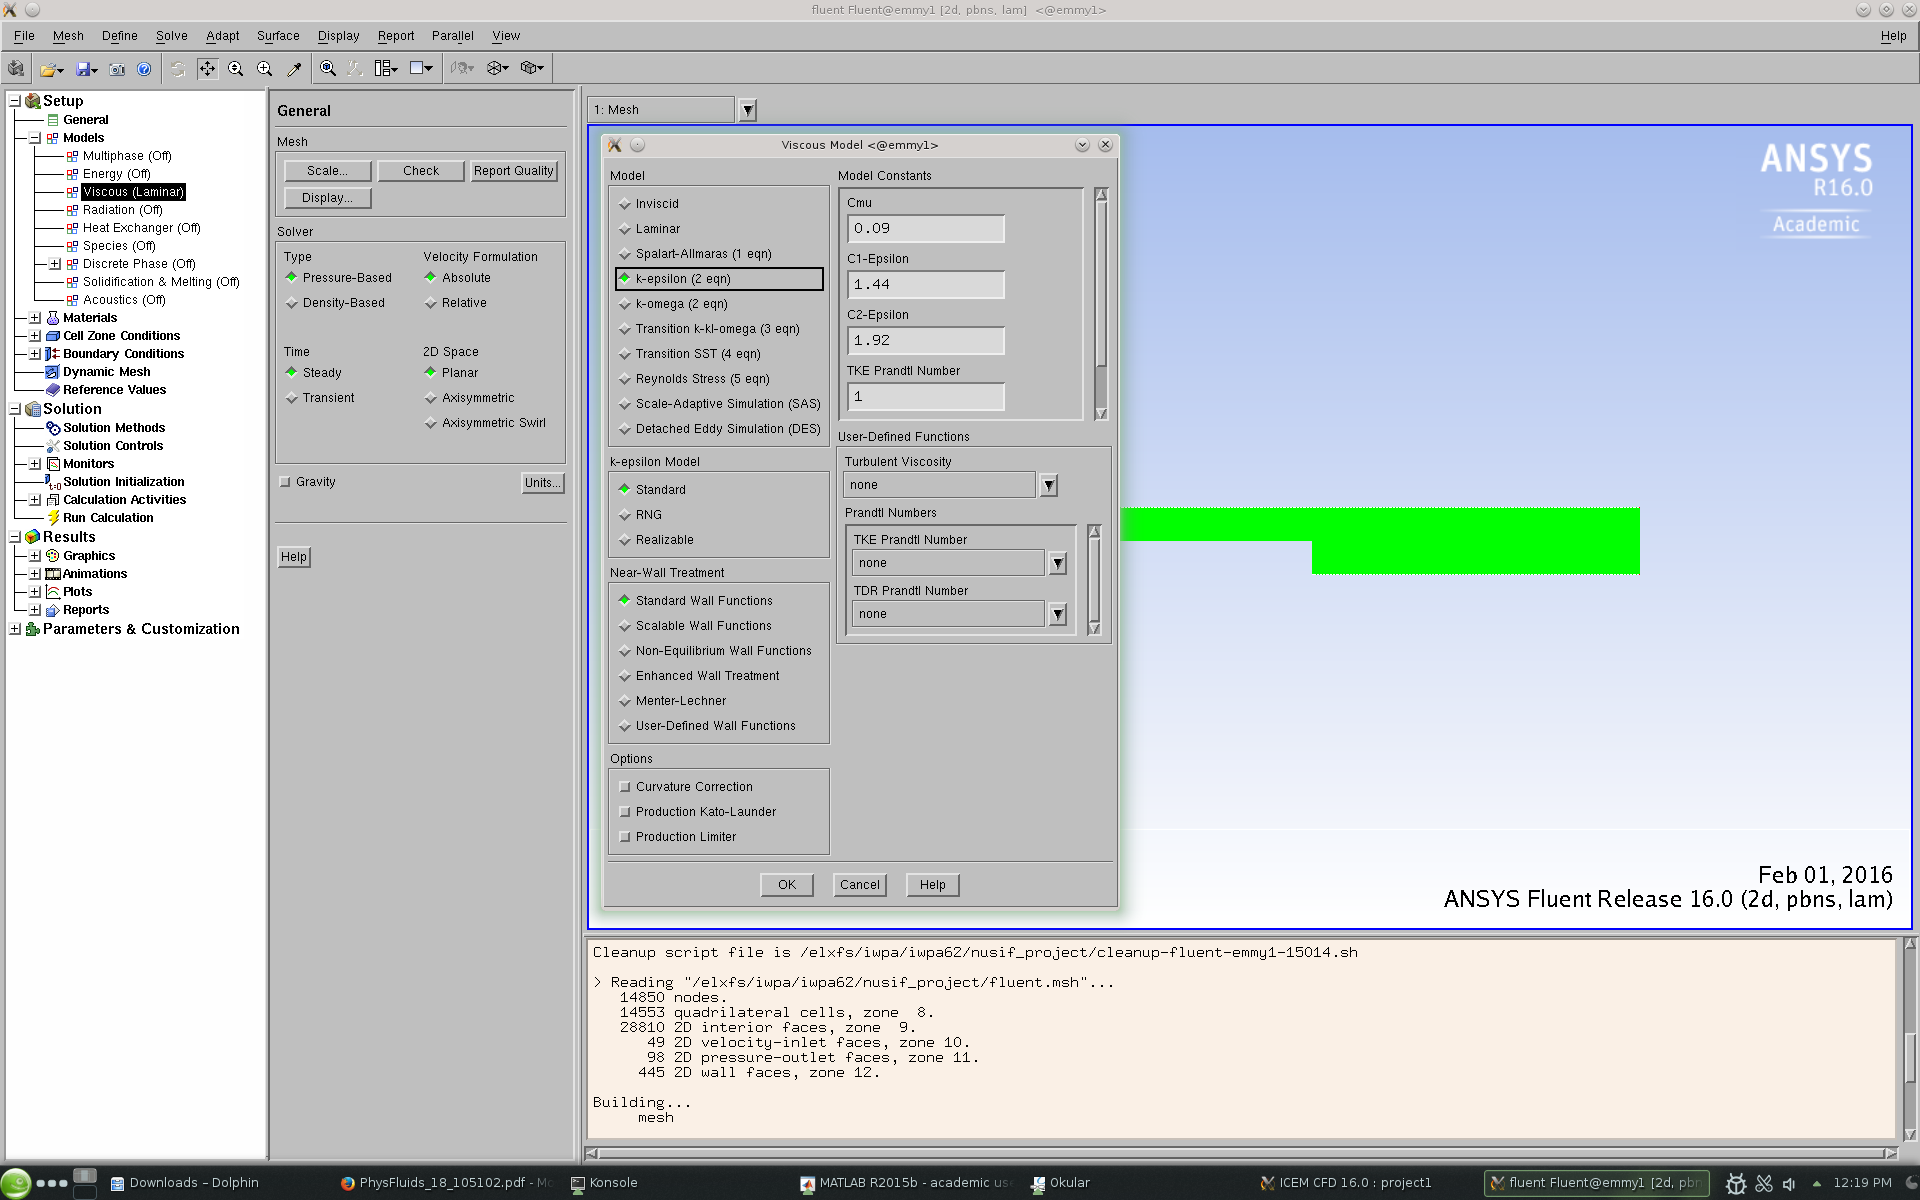 fluent Fluent@emmy1 [2d, pbns, lam] <@emmy1>
File Mesh Define Solve Adapt Surface Display Report Parallel View Help
Setup
General
Models
Multiphase (Off)
Energy (Off)
Viscous (Laminar)
Radiation (Off)
Heat Exchanger (Off)
Species (Off)
Discrete Phase (Off)
Solidification & Melting (Off)
Acoustics (Off)
Materials
Cell Zone Conditions
Boundary Conditions
Dynamic Mesh
Reference Values
Solution
Solution Methods
Solution Controls
Monitors
Solution Initialization
Calculation Activities
Run Calculation
Results
Graphics
Animations
Plots
Reports
Parameters & Customization
General
Mesh
Scale... Check Report Quality
Display...
Solver
Type Velocity Formulation
Pressure-Based Absolute
Density-Based Relative
Time 2D Space
Steady Planar
Transient Axisymmetric
Axisymmetric Swirl
Gravity Units...
Help
1: Mesh
Viscous Model <@emmy1>
Model
Inviscid
Laminar
Spalart-Allmaras (1 eqn)
k-epsilon (2 eqn)
k-omega (2 eqn)
Transition k-kl-omega (3 eqn)
Transition SST (4 eqn)
Reynolds Stress (5 eqn)
Scale-Adaptive Simulation (SAS)
Detached Eddy Simulation (DES)
k-epsilon Model
Standard
RNG
Realizable
Near-Wall Treatment
Standard Wall Functions
Scalable Wall Functions
Non-Equilibrium Wall Functions
Enhanced Wall Treatment
Menter-Lechner
User-Defined Wall Functions
Options
Curvature Correction
Production Kato-Launder
Production Limiter
Model Constants
Cmu
0.09
C1-Epsilon
1.44
C2-Epsilon
1.92
TKE Prandtl Number
1
User-Defined Functions
Turbulent Viscosity
none
Prandtl Numbers
TKE Prandtl Number
none
TDR Prandtl Number
none
OK Cancel Help
ANSYS
R16.0
Academic
Feb 01, 2016
ANSYS Fluent Release 16.0 (2d, pbns, lam)
Cleanup script file is /elxfs/iwpa/iwpa62/nusif_project/cleanup-fluent-emmy1-15014.sh
> Reading "/elxfs/iwpa/iwpa62/nusif_project/fluent.msh"...
14850 nodes.
14553 quadrilateral cells, zone 8.
28810 2D interior faces, zone 9.
49 2D velocity-inlet faces, zone 10.
98 2D pressure-outlet faces, zone 11.
445 2D wall faces, zone 12.
Building...
mesh
Downloads – Dolphin PhysFluids_18_105102.pdf - Mo Konsole MATLAB R2015b - academic us Okular ICEM CFD 16.0 : project1 fluent Fluent@emmy1 [2d, pbn 12:19 PM